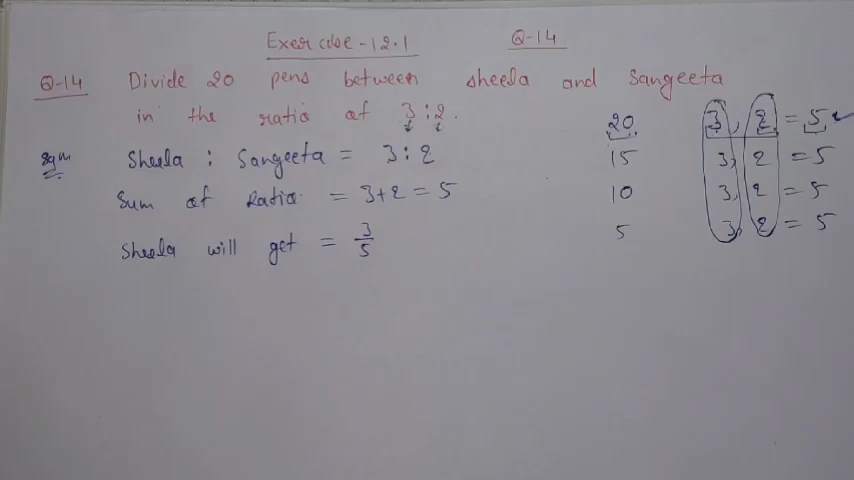 Exercise-12.1 Q-14
Q-14 Divide 20 pens between sheela and Sangeeta
in the ratio of 3:2.
Sheela : Sangeeta = 3:2
Sum of Ratio = 3+2=5
Sheela will get = 3/5
20 3, 2 = 5
15 3, 2 = 5
10 3, 2 = 5
5 3, 2 = 5